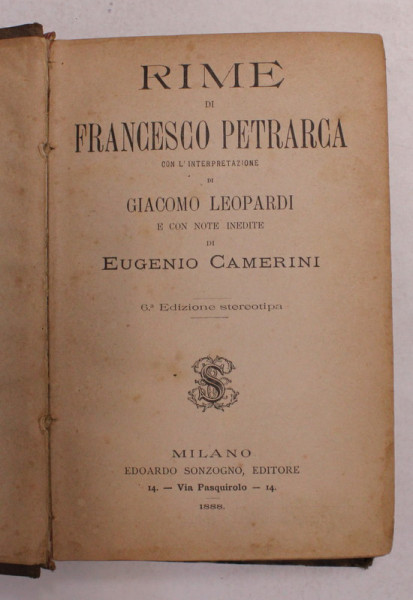 RIME
DI
FRANCESCO PETRARCA
CON L'INTERPRETAZIONE
DI
GIACOMO LEOPARDI
E CON NOTE INEDITE
DI
EUGENIO CAMERINI
6.ª Edizione stereotipa
MILANO
EDOARDO SONZOGNO, EDITORE
14. — Via Pasquirolo — 14.
1888.